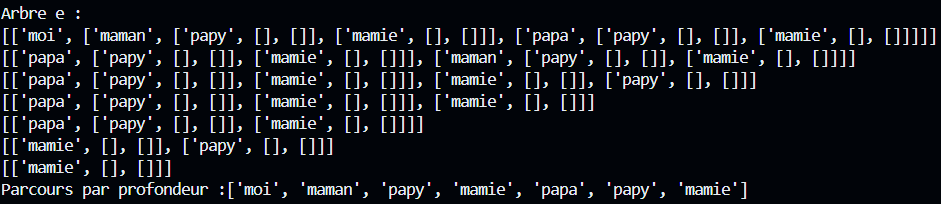 Arbre e :
[['moi', ['maman', ['papy', [], []], ['mamie', [], []]], ['papa', ['papy', [], []], ['mamie', [], []]]]]
[['papa', ['papy', [], []], ['mamie', [], []]], ['maman', ['papy', [], []], ['mamie', [], []]]]
[['papa', ['papy', [], []], ['mamie', [], []]], ['mamie', [], []], ['papy', [], []]]
[['papa', ['papy', [], []], ['mamie', [], []]], ['mamie', [], []]]
[['papa', ['papy', [], []], ['mamie', [], []]]]
[['mamie', [], []], ['papy', [], []]]
[['mamie', [], []]]
Parcours par profondeur :['moi', 'maman', 'papy', 'mamie', 'papa', 'papy', 'mamie']